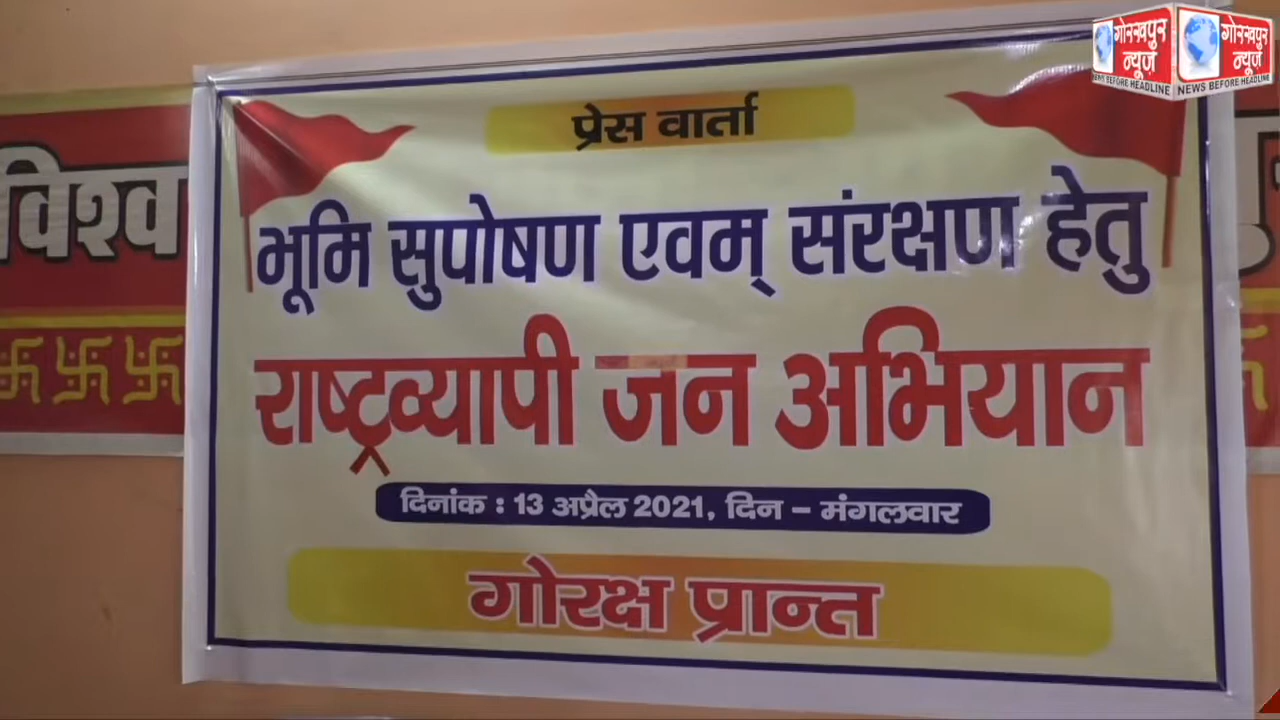 गोरखपुर
न्यूज़
NEWS BEFORE HEADLINE
गोरखपुर
न्यूज़
NEWS BEFORE HEADLINE
प्रेस वार्ता
विश्व
भूमि सुपोषण एवम् संरक्षण हेतु
राष्ट्रव्यापी जन अभियान
दिनांक : 13 अप्रैल 2021, दिन – मंगलवार
गोरक्ष प्रान्त